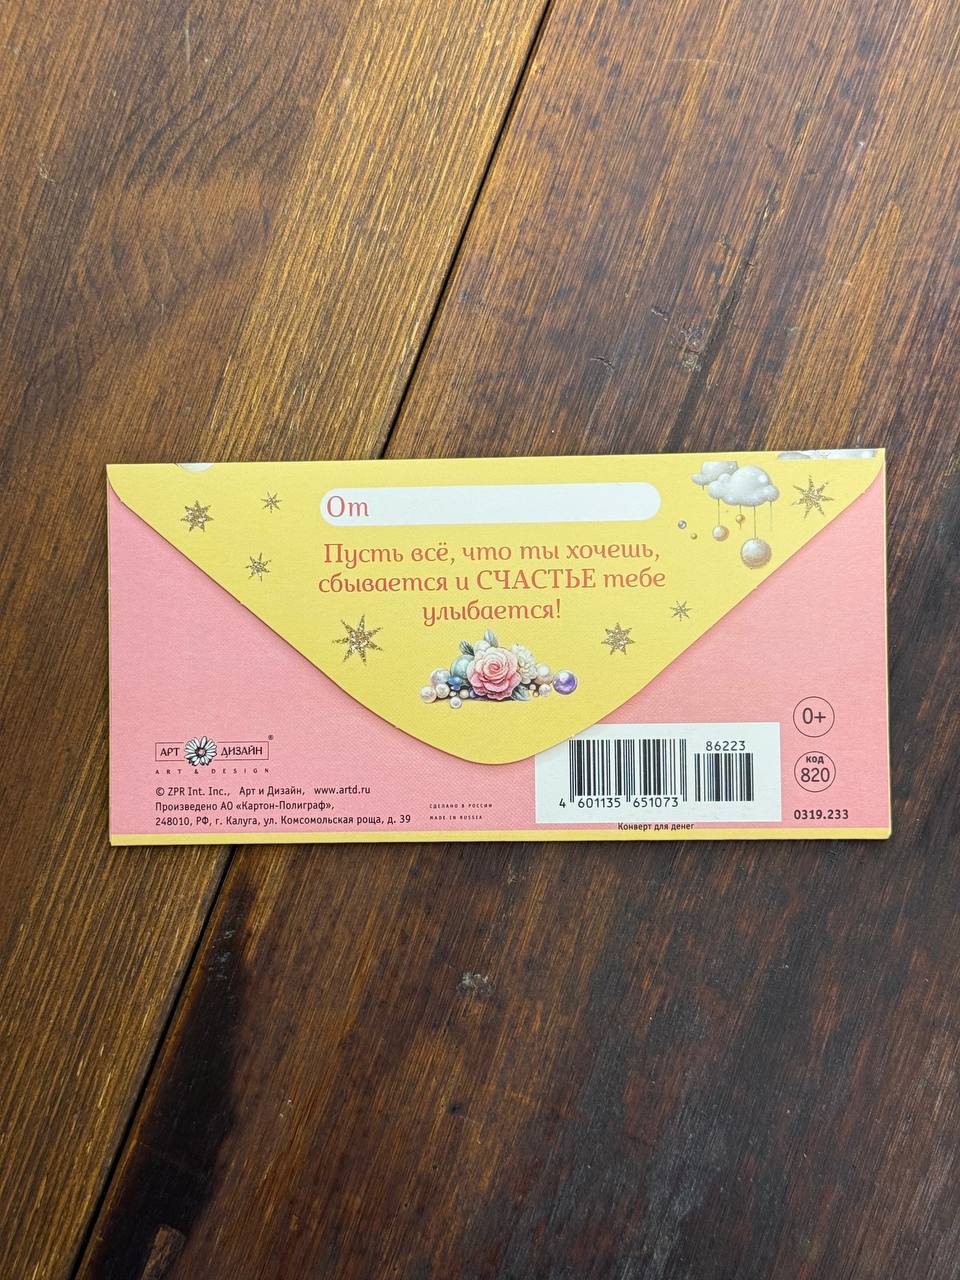 От
Пусть всё, что ты хочешь,
сбывается и СЧАСТЬЕ тебе
улыбается!
АРТ ДИЗАЙН ®
ART & DESIGN
© ZPR Int. Inc., Арт и Дизайн, www.artd.ru
Произведено АО «Картон-Полиграф»,
248010, РФ, г. Калуга, ул. Комсомольская роща, д. 39
СДЕЛАНО В РОССИИ
MADE IN RUSSIA
86223
4 601135 651073
Конверт для денег
0+
код
820
0319.233